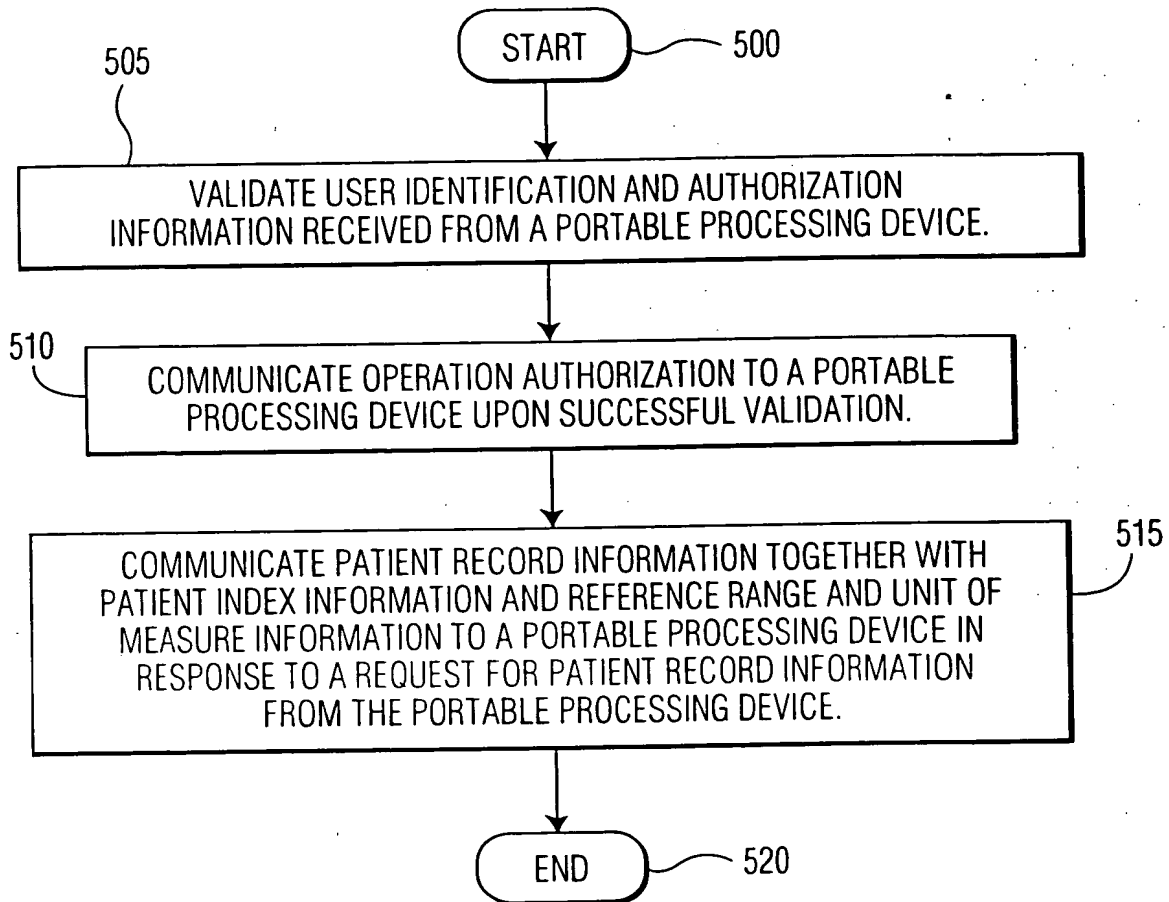 START
500
505
VALIDATE USER IDENTIFICATION AND AUTHORIZATION
INFORMATION RECEIVED FROM A PORTABLE PROCESSING DEVICE.
510
COMMUNICATE OPERATION AUTHORIZATION TO A PORTABLE
PROCESSING DEVICE UPON SUCCESSFUL VALIDATION.
COMMUNICATE PATIENT RECORD INFORMATION TOGETHER WITH
PATIENT INDEX INFORMATION AND REFERENCE RANGE AND UNIT OF
MEASURE INFORMATION TO A PORTABLE PROCESSING DEVICE IN
RESPONSE TO A REQUEST FOR PATIENT RECORD INFORMATION
FROM THE PORTABLE PROCESSING DEVICE.
515
END
520